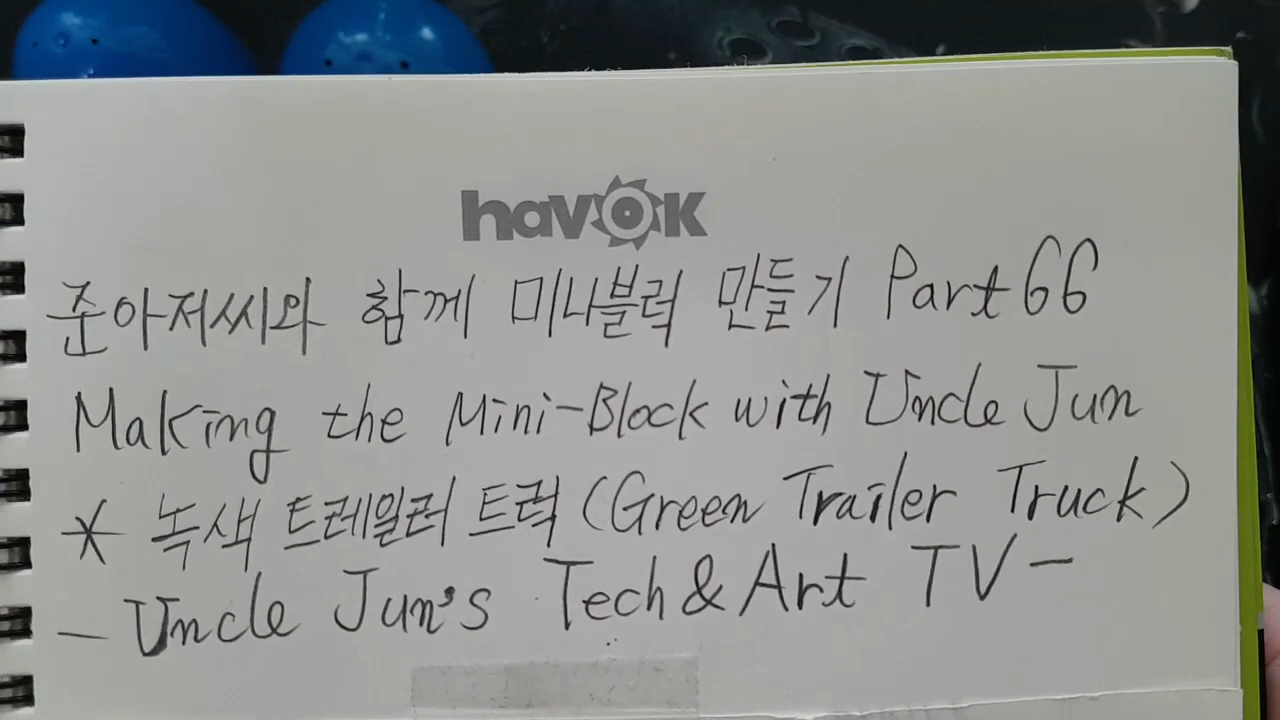 havok
준아저씨와 함께 미니블럭 만들기 Part 66
Making the Mini-Block with Uncle Jun
* 녹색 트레일러 트럭 (Green Trailer Truck)
- Uncle Jun's Tech & Art TV -